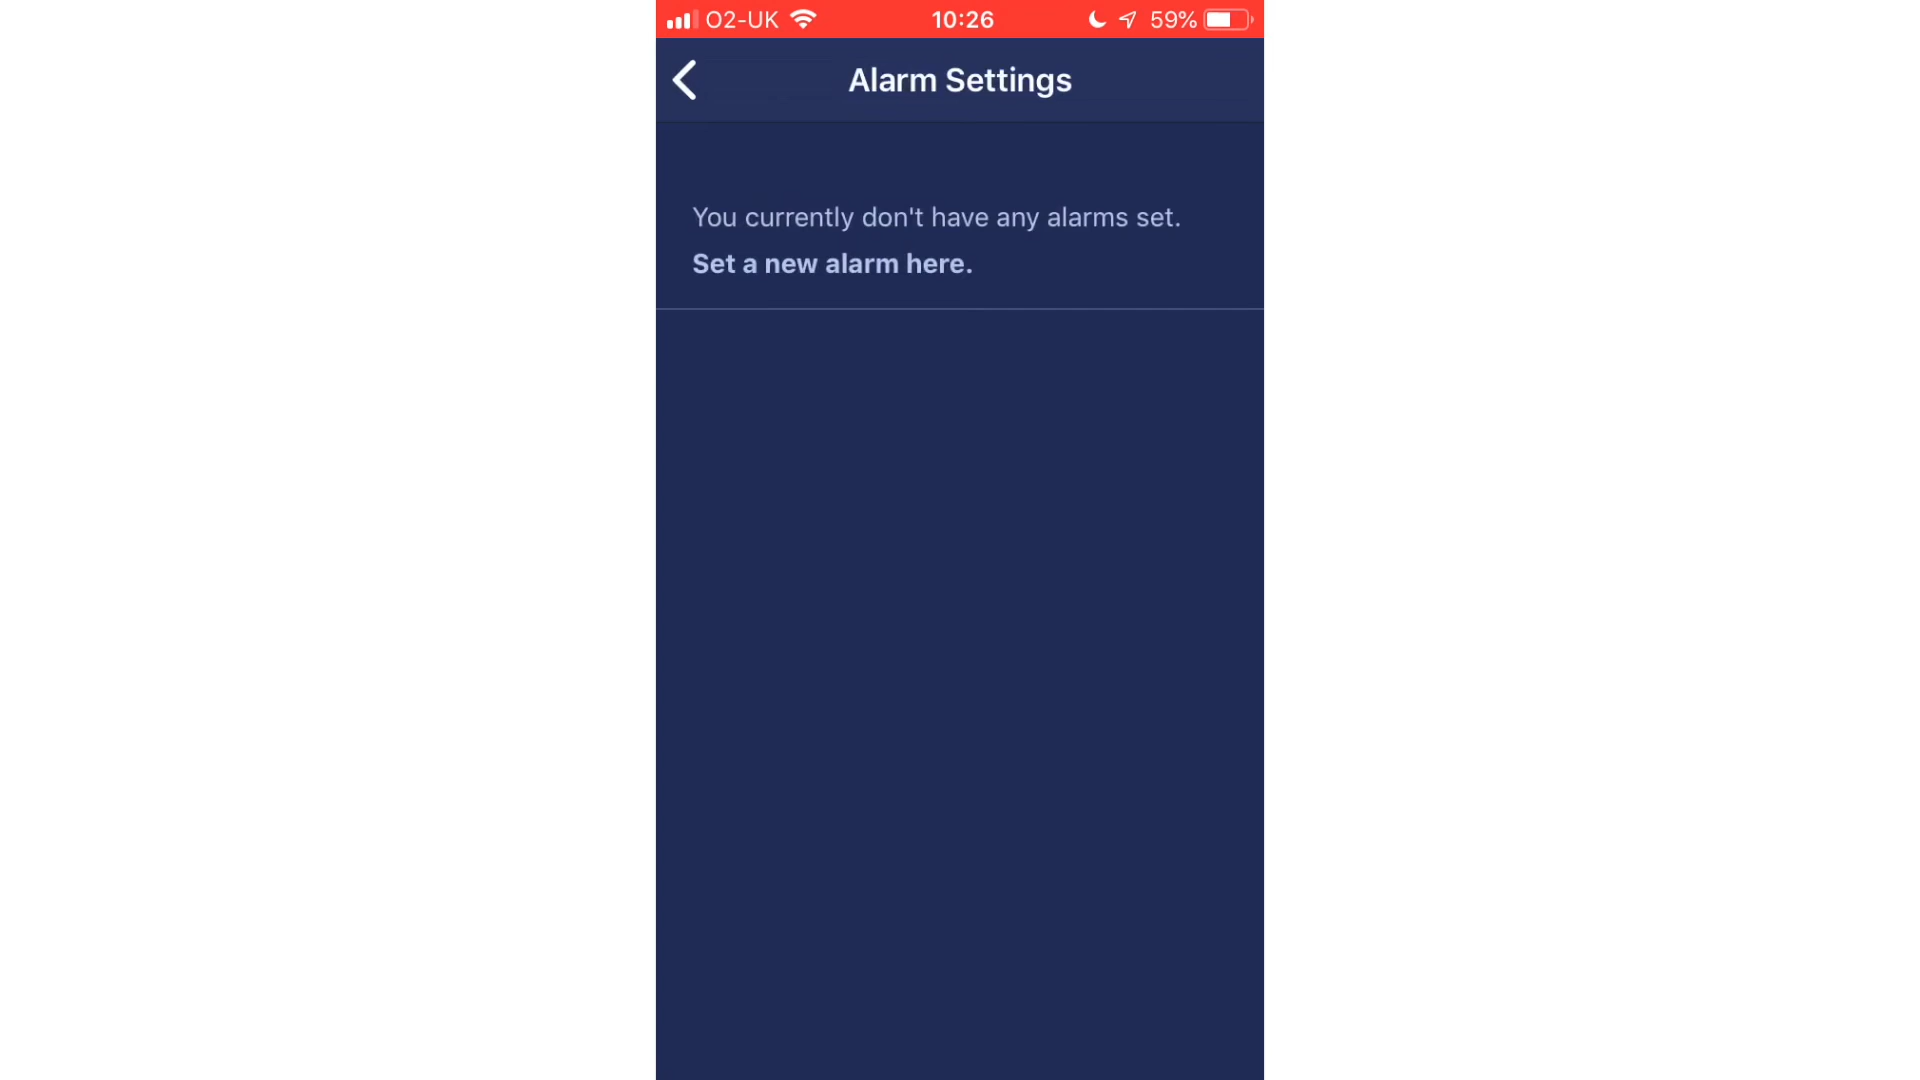 O2-UK 10:26 59%
Alarm Settings
You currently don't have any alarms set.
Set a new alarm here.